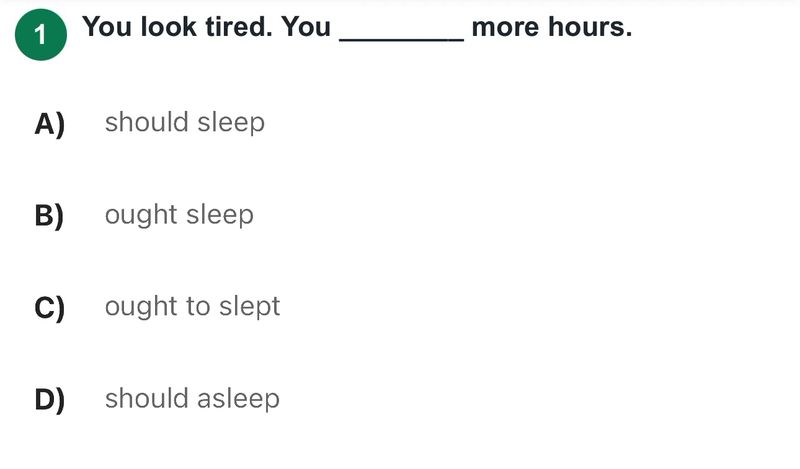 1 You look tired. You ________ more hours.
A) should sleep
B) ought sleep
C) ought to slept
D) should asleep